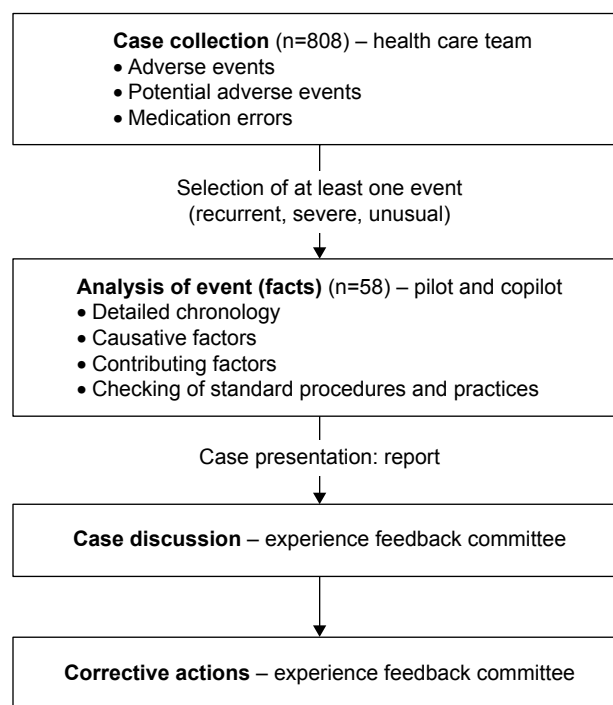 Case collection (n=808) – health care team
• Adverse events
• Potential adverse events
• Medication errors
Selection of at least one event
(recurrent, severe, unusual)
Analysis of event (facts) (n=58) – pilot and copilot
• Detailed chronology
• Causative factors
• Contributing factors
• Checking of standard procedures and practices
Case presentation: report
Case discussion – experience feedback committee
Corrective actions – experience feedback committee